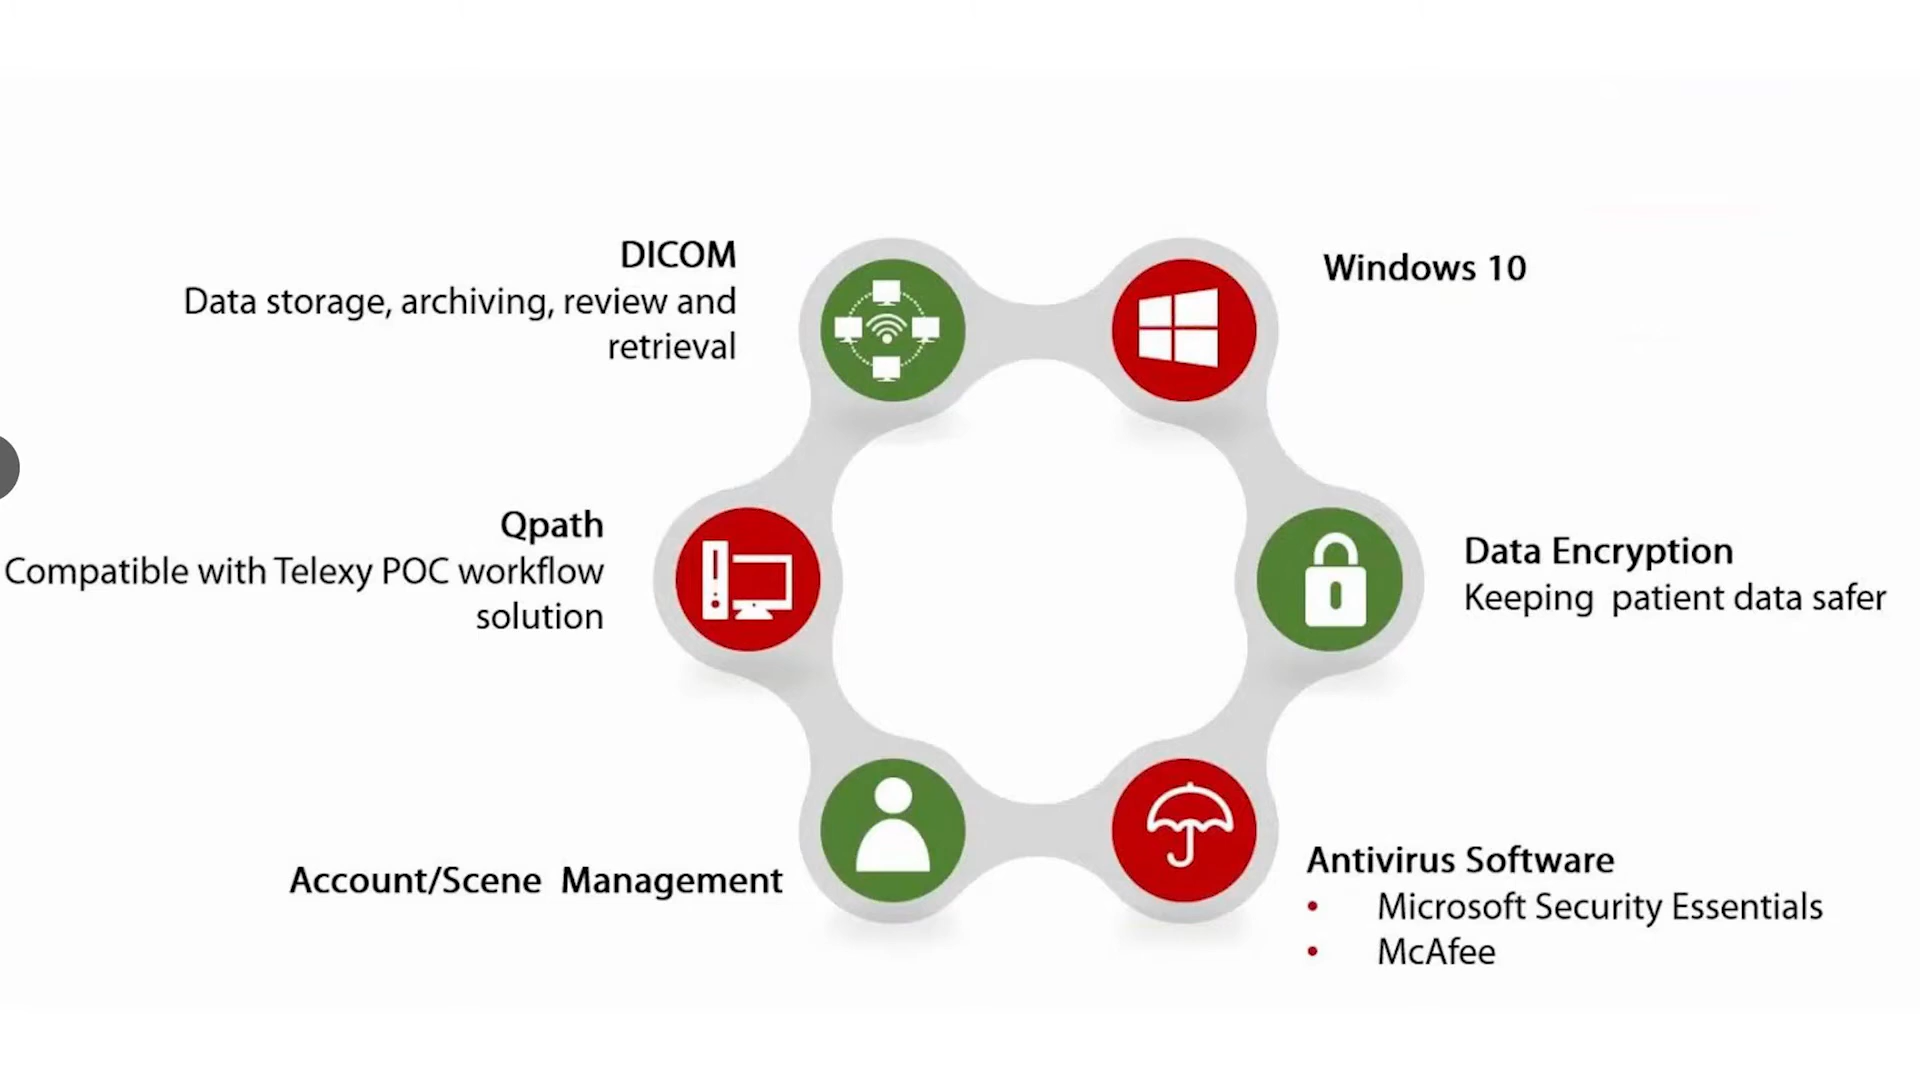 DICOM
Data storage, archiving, review and
retrieval
Windows 10
Qpath
Compatible with Telexy POC workflow
solution
Data Encryption
Keeping patient data safer
Account/Scene Management
Antivirus Software
• Microsoft Security Essentials
• McAfee